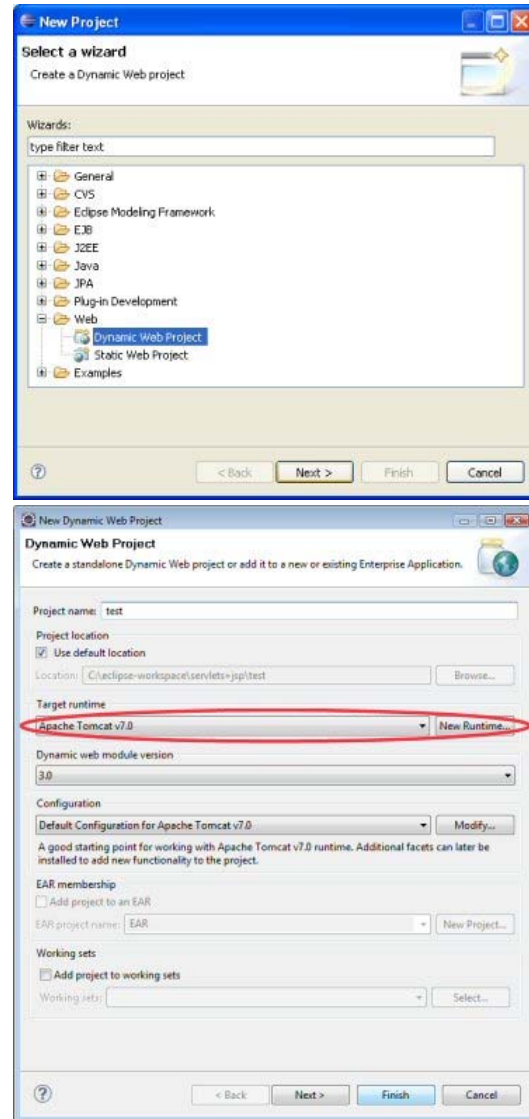 New Project
Select a wizard
Create a Dynamic Web project
Wizards:
type filter text
General
CVS
Eclipse Modeling Framework
EJB
J2EE
Java
JPA
Plug-in Development
Web
Dynamic Web Project
Static Web Project
Examples
< Back Next > Finish Cancel
New Dynamic Web Project
Dynamic Web Project
Create a standalone Dynamic Web project or add it to a new or existing Enterprise Application.
Project name: test
Project location
Use default location
Location: C:\eclipse-workspace\servlets+jsp\test Browse...
Target runtime
Apache Tomcat v7.0 New Runtime...
Dynamic web module version
3.0
Configuration
Default Configuration for Apache Tomcat v7.0 Modify...
A good starting point for working with Apache Tomcat v7.0 runtime. Additional facets can later be
installed to add new functionality to the project.
EAR membership
Add project to an EAR
EAR project name: EAR New Project...
Working sets
Add project to working sets
Working sets: Select...
< Back Next > Finish Cancel